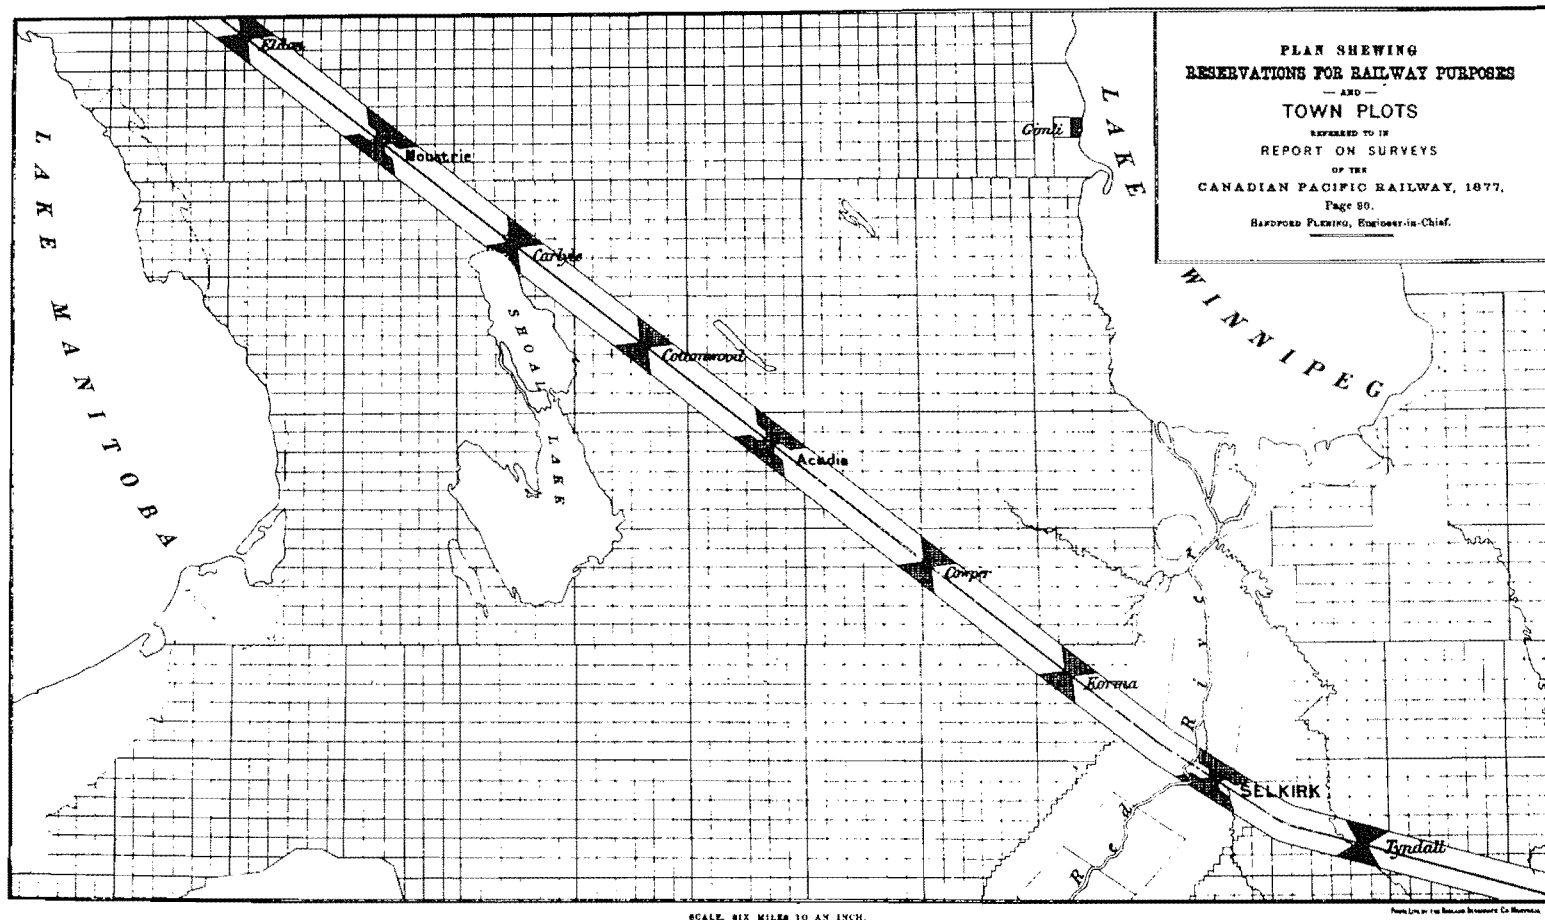 PLAN SHEWING
RESERVATIONS FOR RAILWAY PURPOSES
— AND —
TOWN PLOTS
REFERRED TO IN
REPORT ON SURVEYS
OF THE
CANADIAN PACIFIC RAILWAY, 1877,
Page 90.
SANDFORD FLEMING, Engineer-in-Chief.
LAKE MANITOBA
LAKE WINNIPEG
Gimli
Carlyle
SHOAL LAKE
Cottonwood
Acadia
Cowper
Korma
Red River
SELKIRK
Tyndall
SCALE, SIX MILES TO AN INCH.